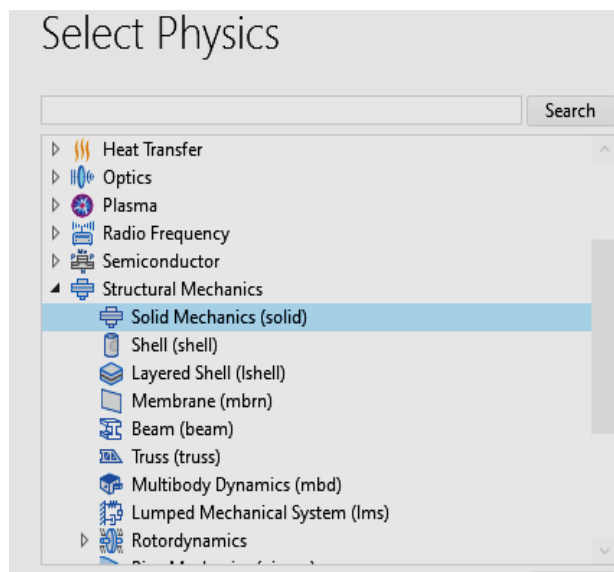 Select Physics
Search
Heat Transfer
Optics
Plasma
Radio Frequency
Semiconductor
Structural Mechanics
Solid Mechanics (solid)
Shell (shell)
Layered Shell (lshell)
Membrane (mbrn)
Beam (beam)
Truss (truss)
Multibody Dynamics (mbd)
Lumped Mechanical System (lms)
Rotordynamics